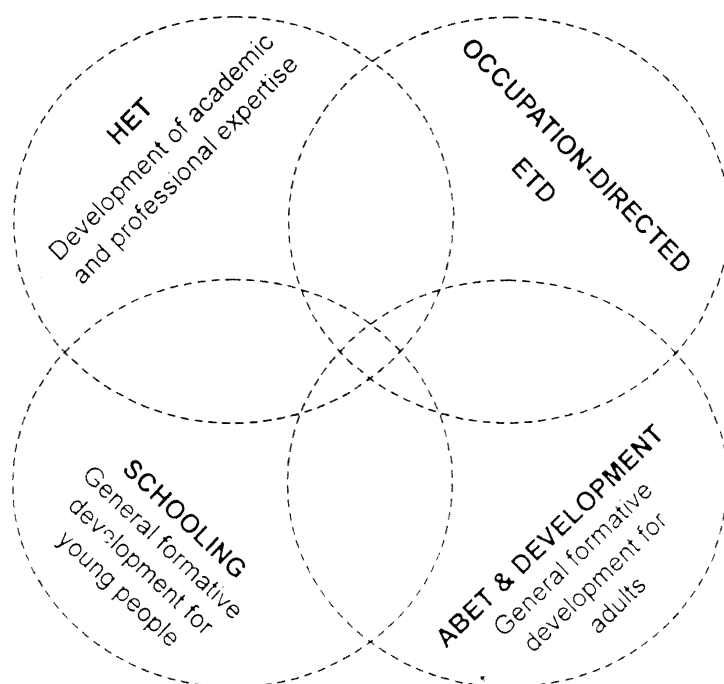 HET
Development of academic
and professional expertise
OCCUPATION-DIRECTED
ETD
SCHOOLING
General formative
development for
young people
ABET & DEVELOPMENT
General formative
development for
adults